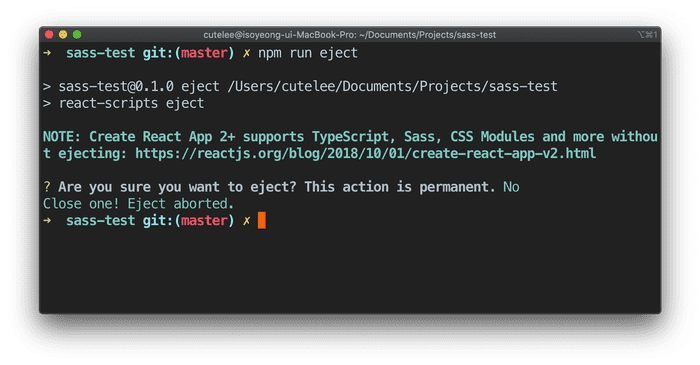 cutelee@isoyeong-ui-MacBook-Pro: ~/Documents/Projects/sass-test ⌥⌘1
➜  sass-test git:(master) ✗ npm run eject
> sass-test@0.1.0 eject /Users/cutelee/Documents/Projects/sass-test
> react-scripts eject
NOTE: Create React App 2+ supports TypeScript, Sass, CSS Modules and more withou
t ejecting: https://reactjs.org/blog/2018/10/01/create-react-app-v2.html
? Are you sure you want to eject? This action is permanent. No
Close one! Eject aborted.
➜  sass-test git:(master) ✗